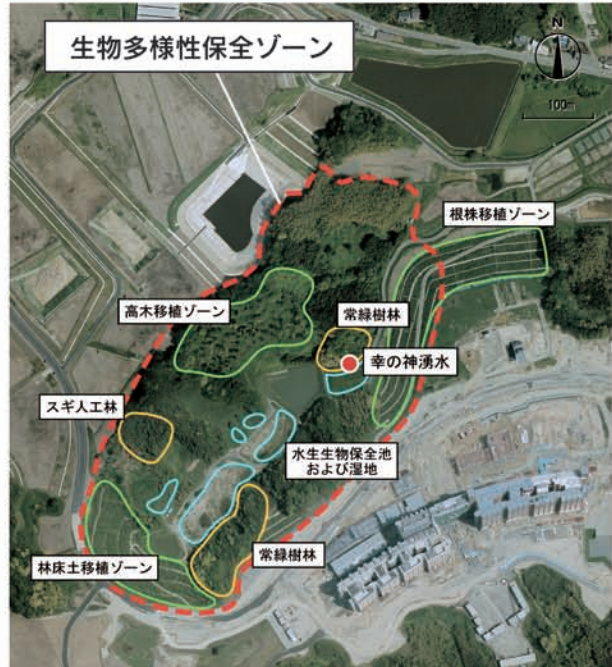 生物多様性保全ゾーン
N
100m
根株移植ゾーン
高木移植ゾーン
常緑樹林
幸の神湧水
スギ人工林
水生生物保全池
および湿地
林床土移植ゾーン
常緑樹林